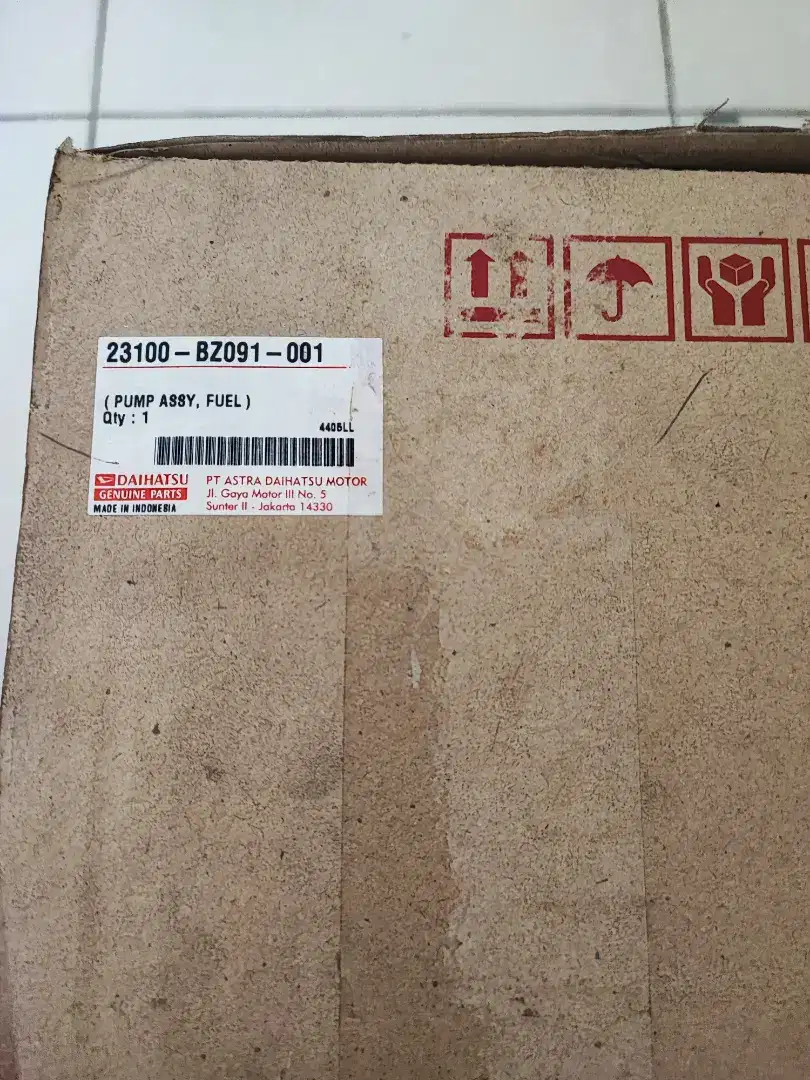 23100-BZ091-001
( PUMP ASSY, FUEL )
Qty : 1
4405LL
DAIHATSU
GENUINE PARTS
MADE IN INDONESIA
PT ASTRA DAIHATSU MOTOR
Jl. Gaya Motor III No. 5
Sunter II - Jakarta 14330